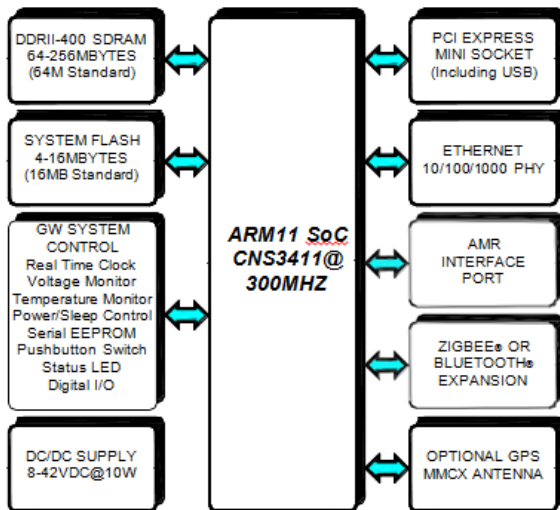 DDRII-400 SDRAM
64-256MBYTES
(64M Standard)
SYSTEM FLASH
4-16MBYTES
(16MB Standard)
GW SYSTEM
CONTROL
Real Time Clock
Voltage Monitor
Temperature Monitor
Power/Sleep Control
Serial EEPROM
Pushbutton Switch
Status LED
Digital I/O
DC/DC SUPPLY
8-42VDC@10W
ARM11 SoC
CNS3411@
300MHZ
PCI EXPRESS
MINI SOCKET
(Including USB)
ETHERNET
10/100/1000 PHY
AMR
INTERFACE
PORT
ZIGBEE® OR
BLUETOOTH®
EXPANSION
OPTIONAL GPS
MMCX ANTENNA